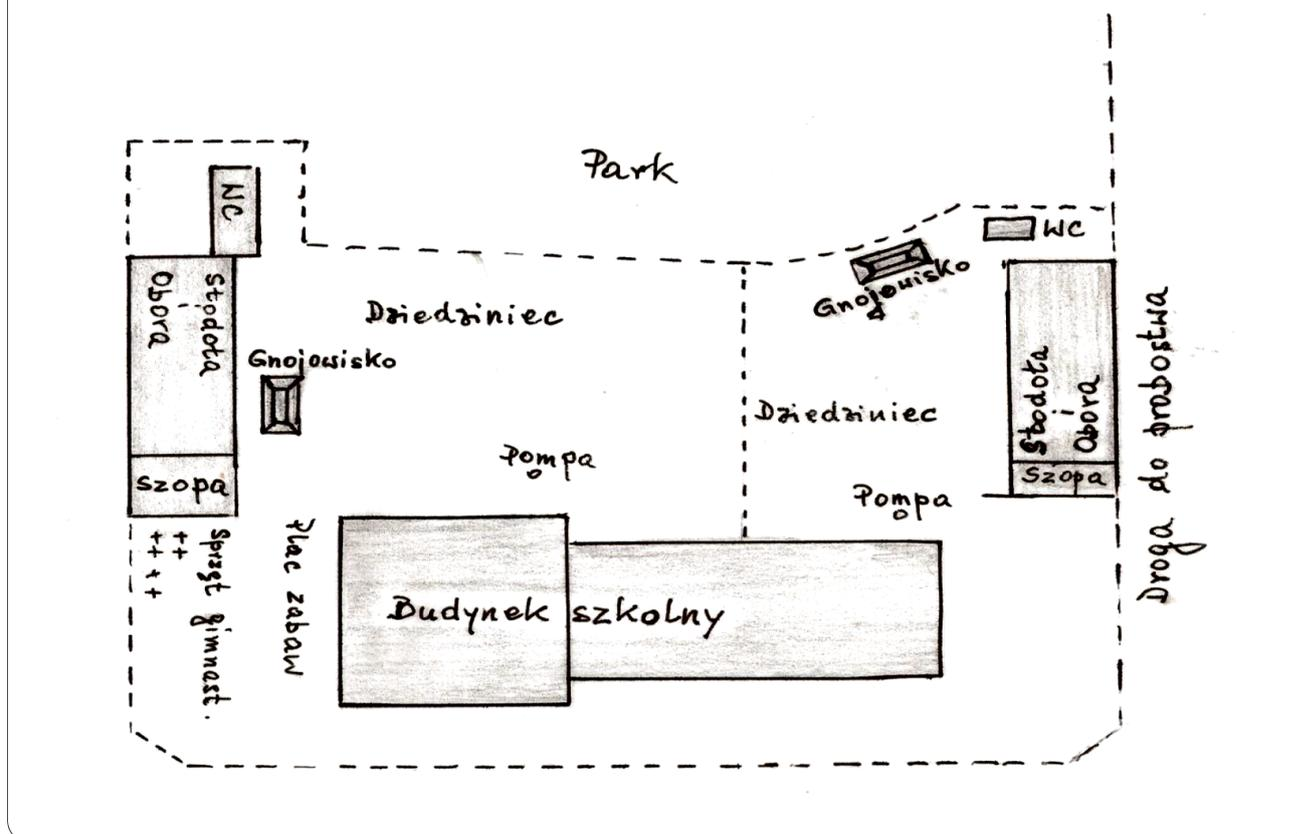 Park
WC
WC
Gnojowisko
Stodoła
i
Obora
Dziedziniec
Gnojowisko
Dziedziniec
Stodoła
i
Obora
Szopa
Pompa
Szopa
Pompa
Droga do probostwa
Sprzęt gimnast.
++
++ ++
Plac zabaw
Budynek szkolny